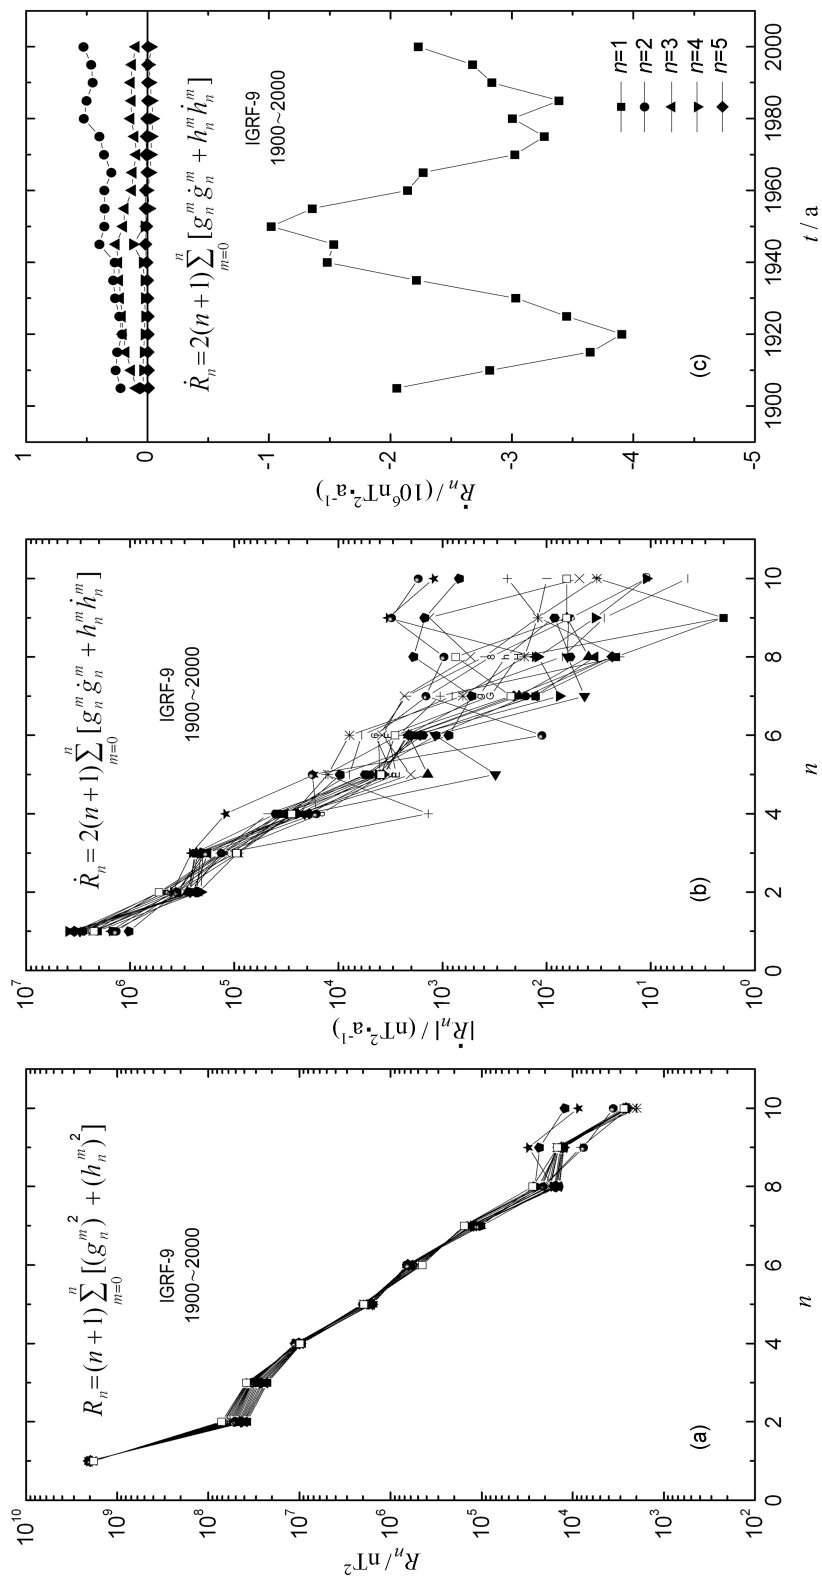 10^10
10^9
10^8
10^7
10^6
10^5
10^4
10^3
R_n / nT^2
R_n = (n+1) ∑_{m=0}^{n} [(g_n^m)^2 + (h_n^m)^2]
IGRF-9
1900~2000
(a)
0 2 4 6 8 10
n
10^7
10^6
10^5
10^4
10^3
10^2
10^1
10^0
|Ṙ_n| / (nT^2·a^-1)
Ṙ_n = 2(n+1) ∑_{m=0}^{n} [g_n^m ġ_n^m + h_n^m ḣ_n^m]
IGRF-9
1900~2000
(b)
0 2 4 6 8 10
n
1
0
-1
-2
-3
-4
-5
Ṙ_n / (10^6 nT^2·a^-1)
Ṙ_n = 2(n+1) ∑_{m=0}^{n} [g_n^m ġ_n^m + h_n^m ḣ_n^m]
IGRF-9
1900~2000
n=1
n=2
n=3
n=4
n=5
(c)
1900 1920 1940 1960 1980 2000
t / a